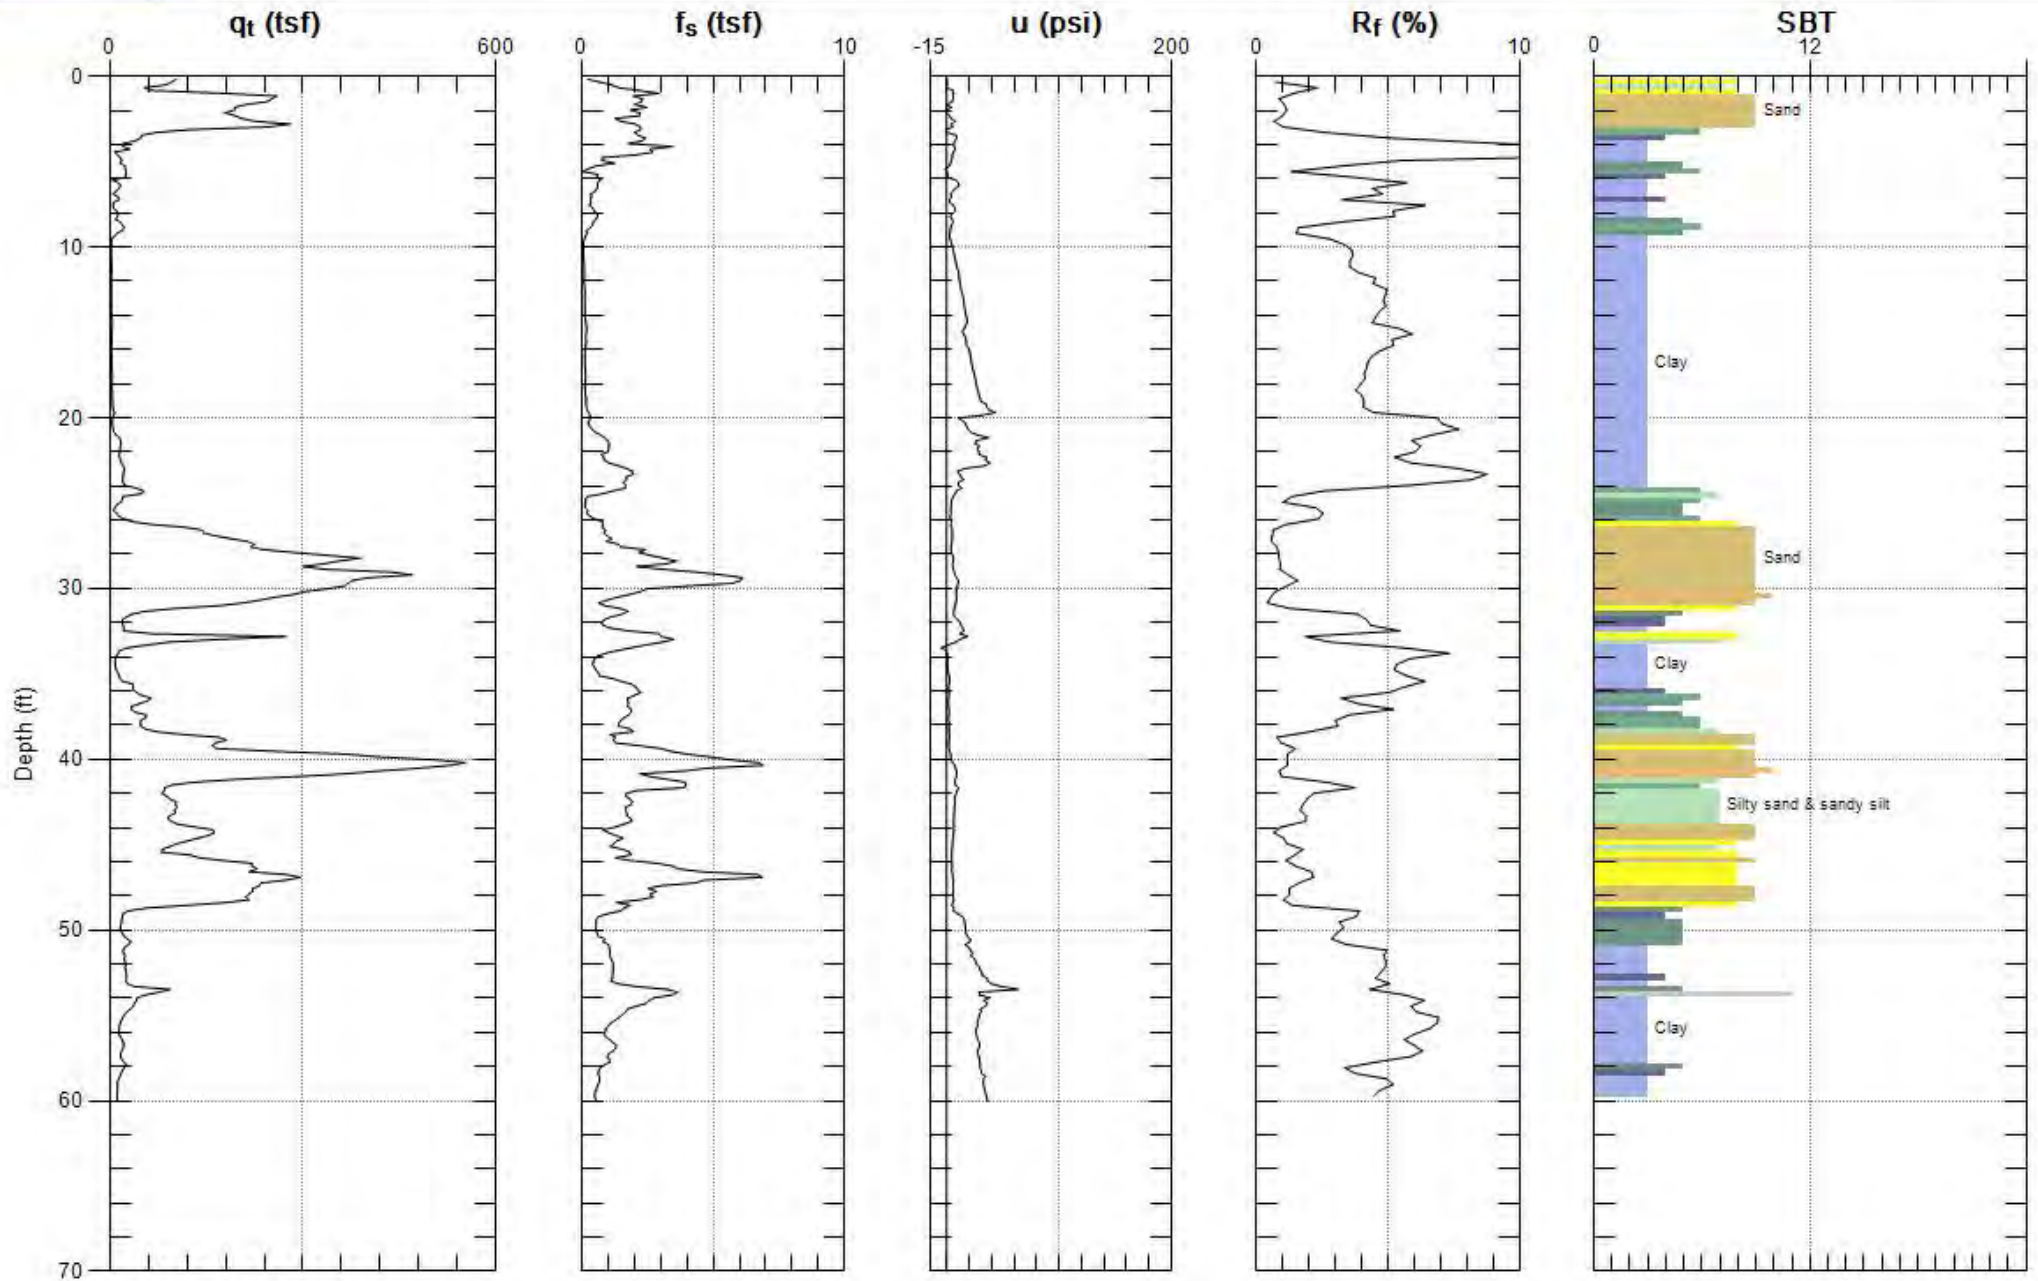 qt (tsf) fs (tsf) u (psi) Rf (%) SBT
0 600 0 10 -15 200 0 10 0 12
0
Sand
10
Clay
20
Sand
30
Clay
Depth (ft)
40
Silty sand & sandy silt
50
Clay
60
70